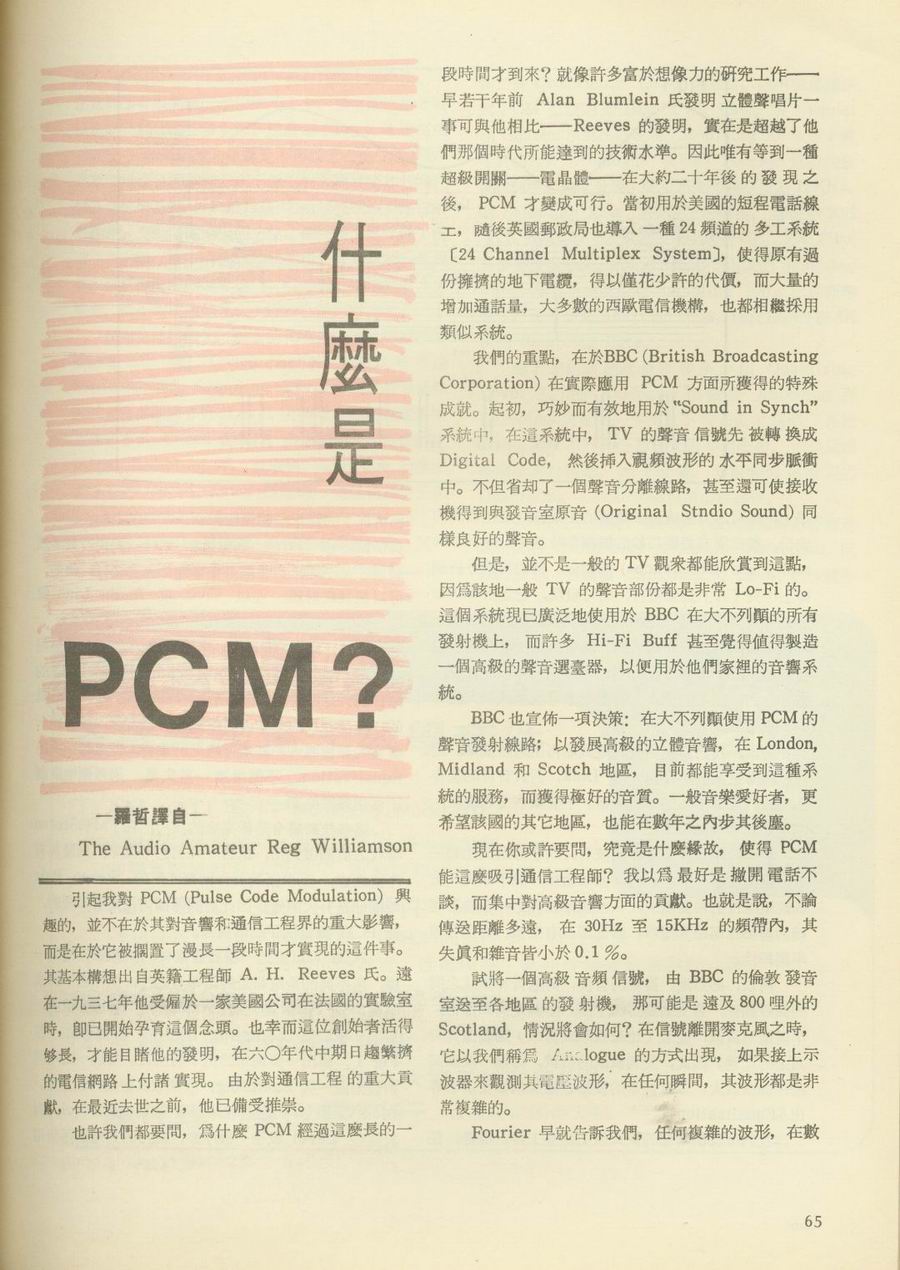 什麼是
PCM?
—羅哲譯自—
The Audio Amateur Reg Williamson
引起我對 PCM (Pulse Code Modulation) 興
趣的，並不在於其對音響和通信工程界的重大影響，
而是在於它被擱置了漫長一段時間才實現的這件事。
其基本構想出自英籍工程師 A. H. Reeves 氏。遠
在一九三七年他受僱於一家美國公司在法國的實驗室
時，卽已開始孕育這個念頭。也幸而這位創始者活得
够長，才能目睹他的發明，在六〇年代中期日趨繁擠
的電信網路上付諸實現。由於對通信工程的重大貢
獻，在最近去世之前，他已備受推崇。
也許我們都要問，爲什麼 PCM 經過這麼長的一
段時間才到來？就像許多富於想像力的研究工作——
早若干年前 Alan Blumlein 氏發明立體聲唱片一
事可與他相比——Reeves 的發明，實在是超越了他
們那個時代所能達到的技術水準。因此唯有等到一種
超級開關——電晶體——在大約二十年後的發現之
後， PCM 才變成可行。當初用於美國的短程電話線
工，隨後英國郵政局也導入一種 24 頻道的多工系統
〔24 Channel Multiplex System〕，使得原有過
份擁擠的地下電纜，得以僅花少許的代價，而大量的
增加通話量，大多數的西歐電信機構，也都相繼採用
類似系統。
我們的重點，在於BBC (British Broadcasting
Corporation) 在實際應用 PCM 方面所獲得的特殊
成就。起初，巧妙而有效地用於 “Sound in Synch”
系統中，在這系統中， TV 的聲音信號先被轉換成
Digital Code， 然後挿入視頻波形的水平同步脈衝
中。不但省却了一個聲音分離線路，甚至還可使接收
機得到與發音室原音 (Original Stndio Sound) 同
樣良好的聲音。
但是，並不是一般的 TV 觀衆都能欣賞到這點，
因爲該地一般 TV 的聲音部份都是非常 Lo-Fi 的。
這個系統現已廣泛地使用於 BBC 在大不列顚的所有
發射機上， 而許多 Hi-Fi Buff 甚至覺得值得製造
一個高級的聲音選臺器，以便用於他們家裡的音響系
統。
BBC 也宣佈一項決策：在大不列顚使用 PCM 的
聲音發射線路；以發展高級的立體音響，在 London,
Midland 和 Scotch 地區， 目前都能享受到這種系
統的服務，而獲得極好的音質。一般音樂愛好者，更
希望該國的其它地區，也能在數年之內步其後塵。
現在你或許要問，究竟是什麼緣故， 使得 PCM
能這麼吸引通信工程師？我以爲最好是撇開電話不
談，而集中對高級音響方面的貢獻。也就是說，不論
傳送距離多遠， 在 30Hz 至 15KHz 的頻帶內，其
失眞和雜音皆小於 0.1 %。
試將一個高級音頻信號， 由 BBC 的倫敦發音
室送至各地區的發射機， 那可能是遠及 800 哩外的
Scotland，情況將會如何？在信號離開麥克風之時，
它以我們稱爲 Analogue 的方式出現， 如果接上示
波器來觀測其電壓波形，在任何瞬間，其波形都是非
常複雜的。
Fourier 早就告訴我們，任何複雜的波形，在數
65